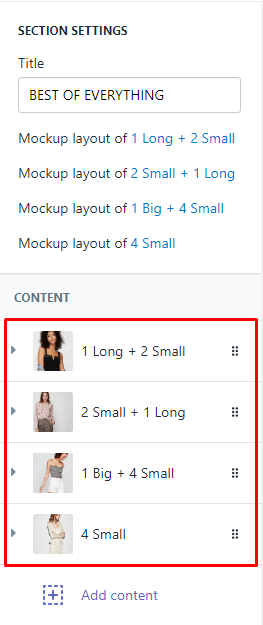 SECTION SETTINGS
Title
BEST OF EVERYTHING
Mockup layout of 1 Long + 2 Small
Mockup layout of 2 Small + 1 Long
Mockup layout of 1 Big + 4 Small
Mockup layout of 4 Small
CONTENT
1 Long + 2 Small
2 Small + 1 Long
1 Big + 4 Small
4 Small
Add content